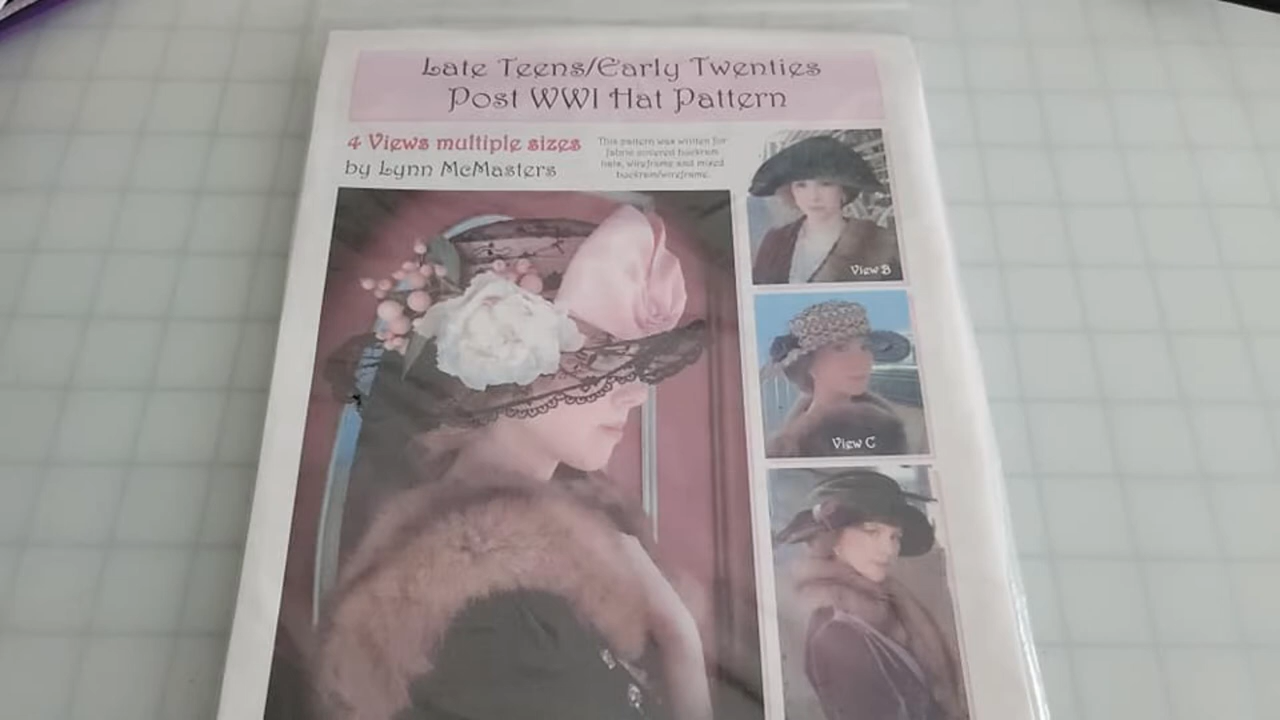 Late Teens/Early Twenties
Post WWI Hat Pattern
4 Views multiple sizes
by Lynn McMasters
This pattern was written for
fabric covered buckram
hats, wireframe and mixed
buckram/wireframe.
View B
View C